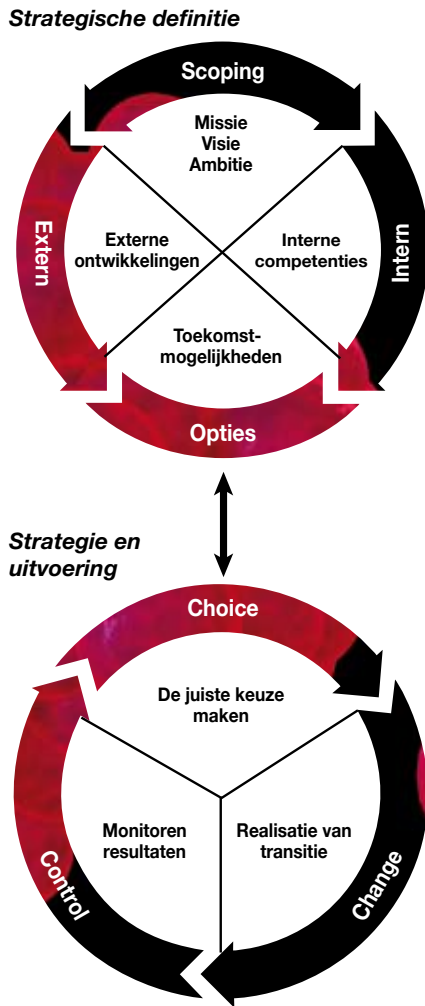 Strategische definitie
Scoping
Missie
Visie
Ambitie
Extern
Externe
ontwikkelingen
Interne
competenties
Intern
Toekomst-
mogelijkheden
Opties
Strategie en
uitvoering
Choice
De juiste keuze
maken
Monitoren
resultaten
Realisatie van
transitie
Control
Change